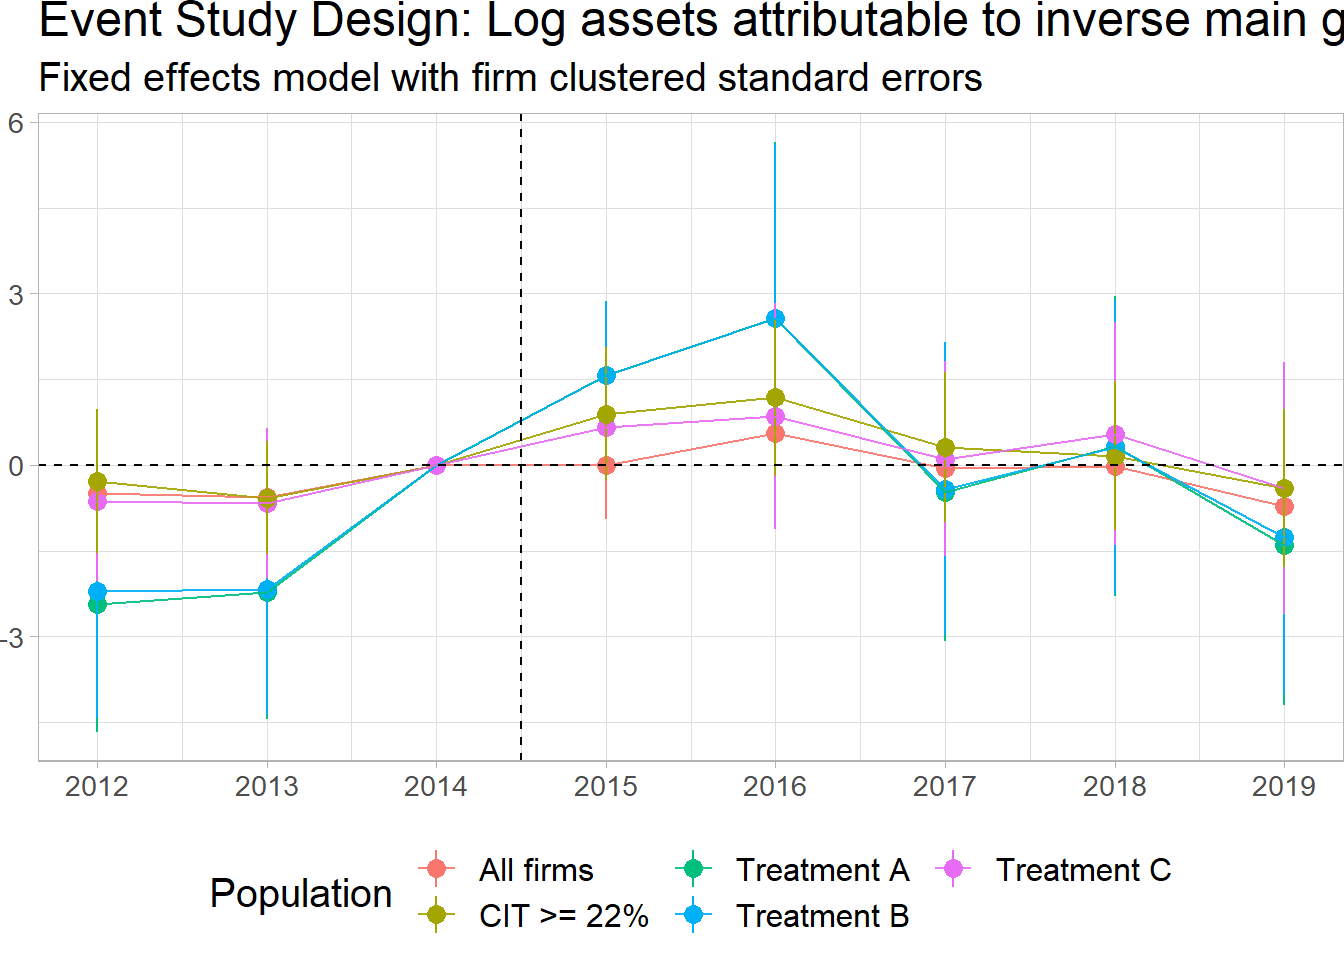 Event Study Design: Log assets attributable to inverse main
Fixed effects model with firm clustered standard errors
6
3
0
-3
2012 2013 2014 2015 2016 2017 2018 2019
Population
All firms Treatment A Treatment C
CIT >= 22% Treatment B